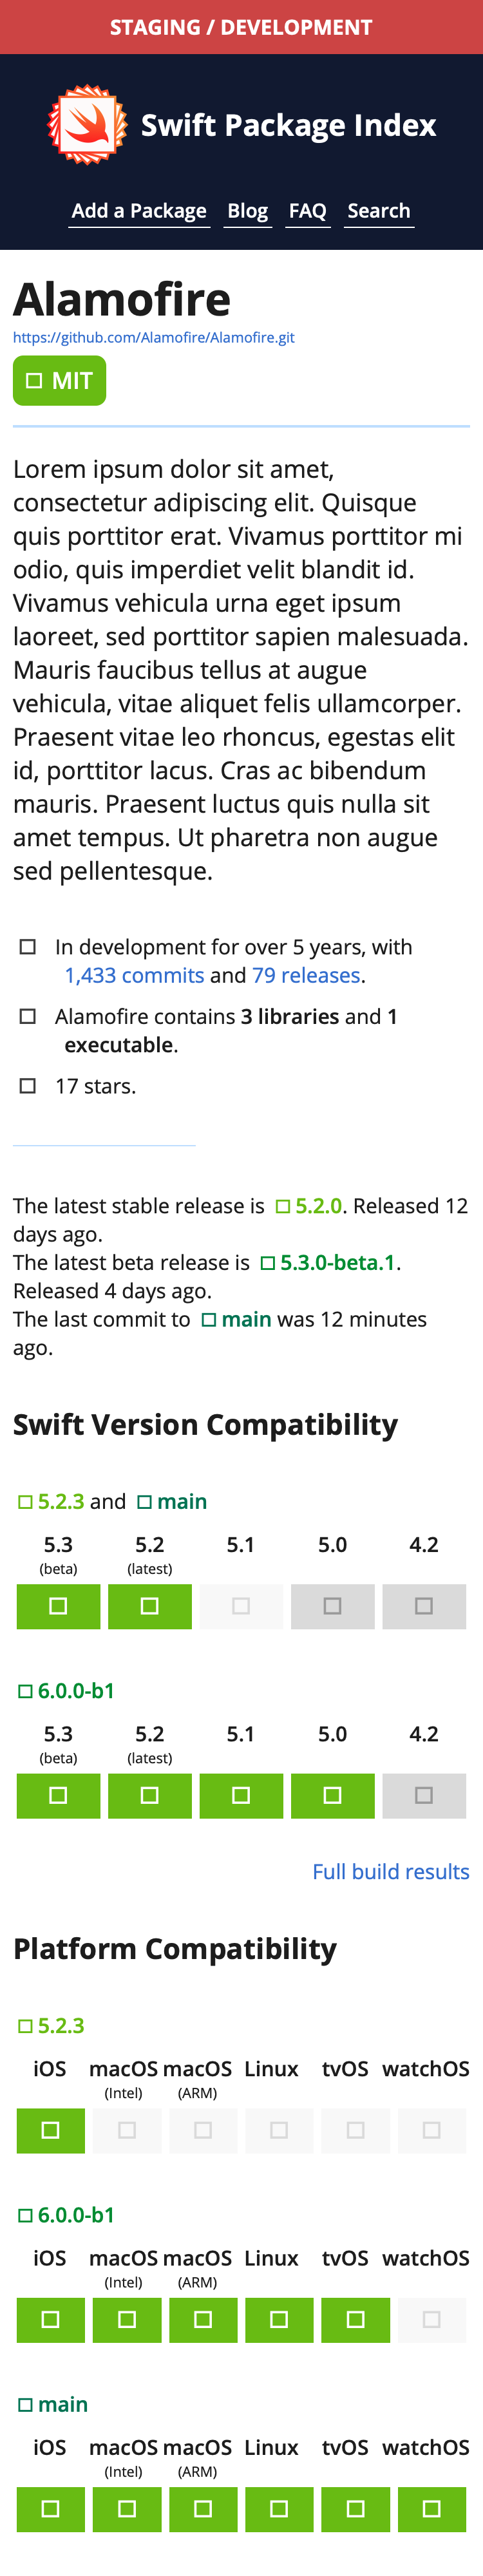 STAGING / DEVELOPMENT
Swift Package Index
Add a Package Blog FAQ Search
Alamofire
https://github.com/Alamofire/Alamofire.git
MIT
Lorem ipsum dolor sit amet,
consectetur adipiscing elit. Quisque
quis porttitor erat. Vivamus porttitor mi
odio, quis imperdiet velit blandit id.
Vivamus vehicula urna eget ipsum
laoreet, sed porttitor sapien malesuada.
Mauris faucibus tellus at augue
vehicula, vitae aliquet felis ullamcorper.
Praesent vitae leo rhoncus, egestas elit
id, porttitor lacus. Cras ac bibendum
mauris. Praesent luctus quis nulla sit
amet tempus. Ut pharetra non augue
sed pellentesque.
In development for over 5 years, with
1,433 commits and 79 releases.
Alamofire contains 3 libraries and 1
executable.
17 stars.
The latest stable release is 5.2.0. Released 12
days ago.
The latest beta release is 5.3.0-beta.1.
Released 4 days ago.
The last commit to main was 12 minutes
ago.
Swift Version Compatibility
5.2.3 and main
5.3 5.2 5.1 5.0 4.2
(beta) (latest)
6.0.0-b1
5.3 5.2 5.1 5.0 4.2
(beta) (latest)
Full build results
Platform Compatibility
5.2.3
iOS macOS macOS Linux tvOS watchOS
(Intel) (ARM)
6.0.0-b1
iOS macOS macOS Linux tvOS watchOS
(Intel) (ARM)
main
iOS macOS macOS Linux tvOS watchOS
(Intel) (ARM)